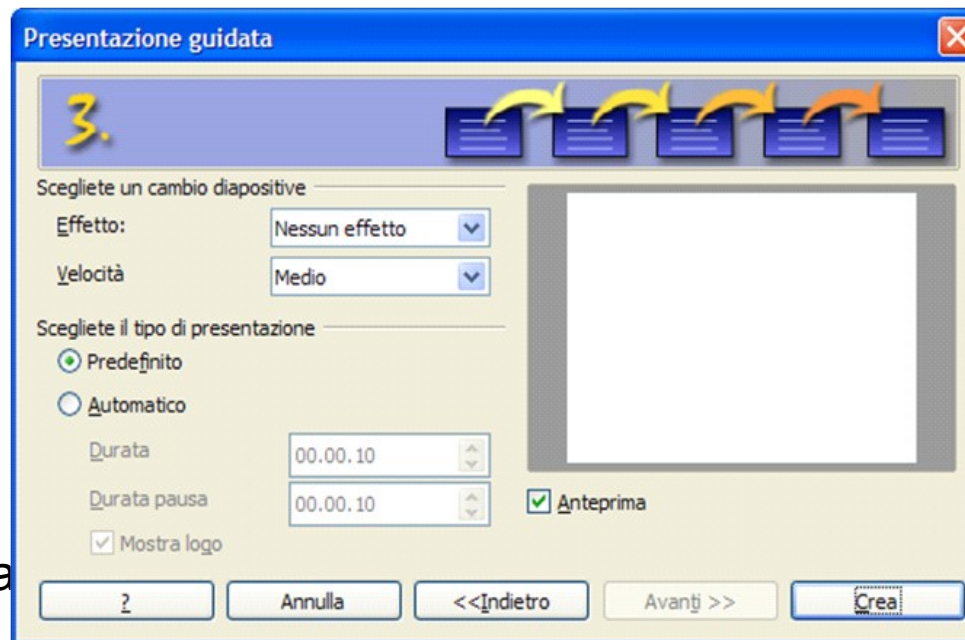 Presentazione guidata
3.
Scegliete un cambio diapositive
Effetto: Nessun effetto
Velocità Medio
Scegliete il tipo di presentazione
Predefinito
Automatico
Durata 00.00.10
Durata pausa 00.00.10
Anteprima
Mostra logo
a
? Annulla <<Indietro Avanti >> Crea